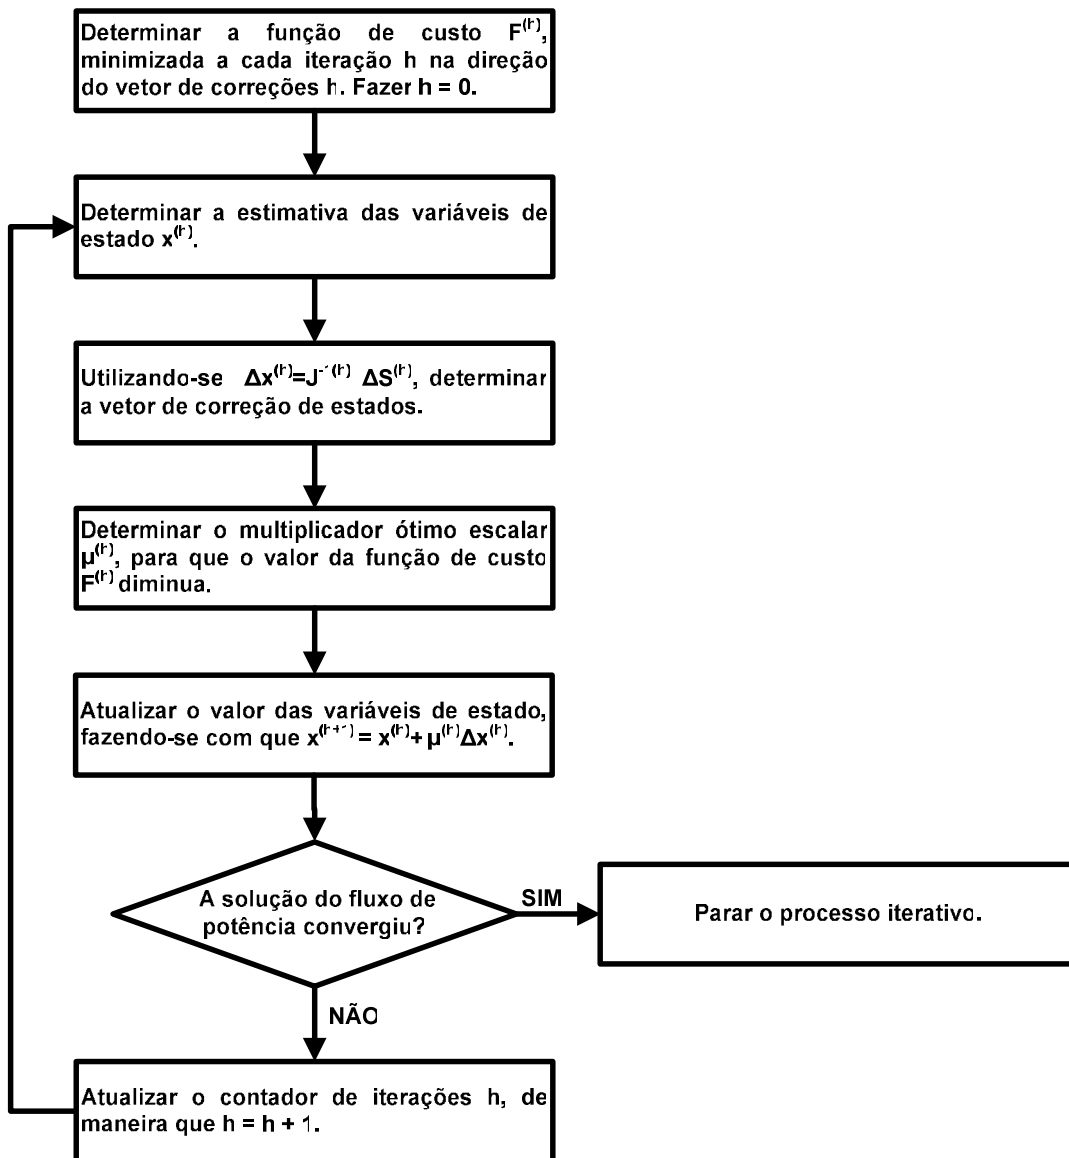 Determinar a função de custo F⁽ʰ⁾,
minimizada a cada iteração h na direção
do vetor de correções h. Fazer h = 0.
Determinar a estimativa das variáveis de
estado x⁽ʰ⁾.
Utilizando-se Δx⁽ʰ⁾=J⁻¹⁽ʰ⁾ ΔS⁽ʰ⁾, determinar
a vetor de correção de estados.
Determinar o multiplicador ótimo escalar
μ⁽ʰ⁾, para que o valor da função de custo
F⁽ʰ⁾ diminua.
Atualizar o valor das variáveis de estado,
fazendo-se com que x⁽ʰ⁺¹⁾ = x⁽ʰ⁾+ μ⁽ʰ⁾Δx⁽ʰ⁾.
A solução do fluxo de
potência convergiu?
SIM
Parar o processo iterativo.
NÃO
Atualizar o contador de iterações h, de
maneira que h = h + 1.